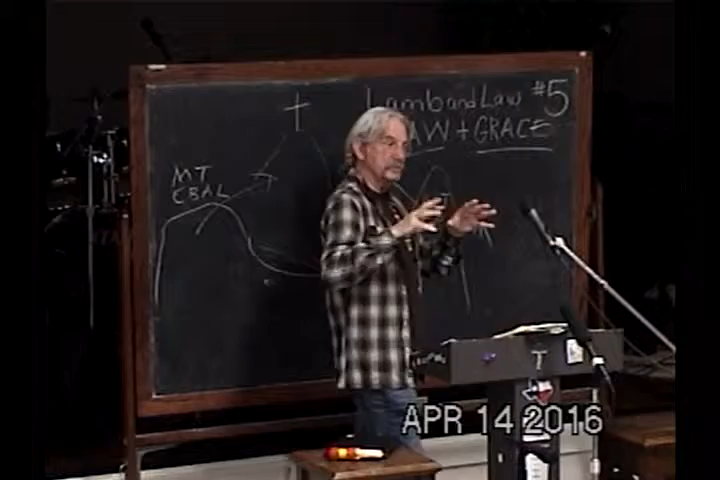 Lamb and Law #5
LAW + GRACE
MT
EBAL
APR 14 2016